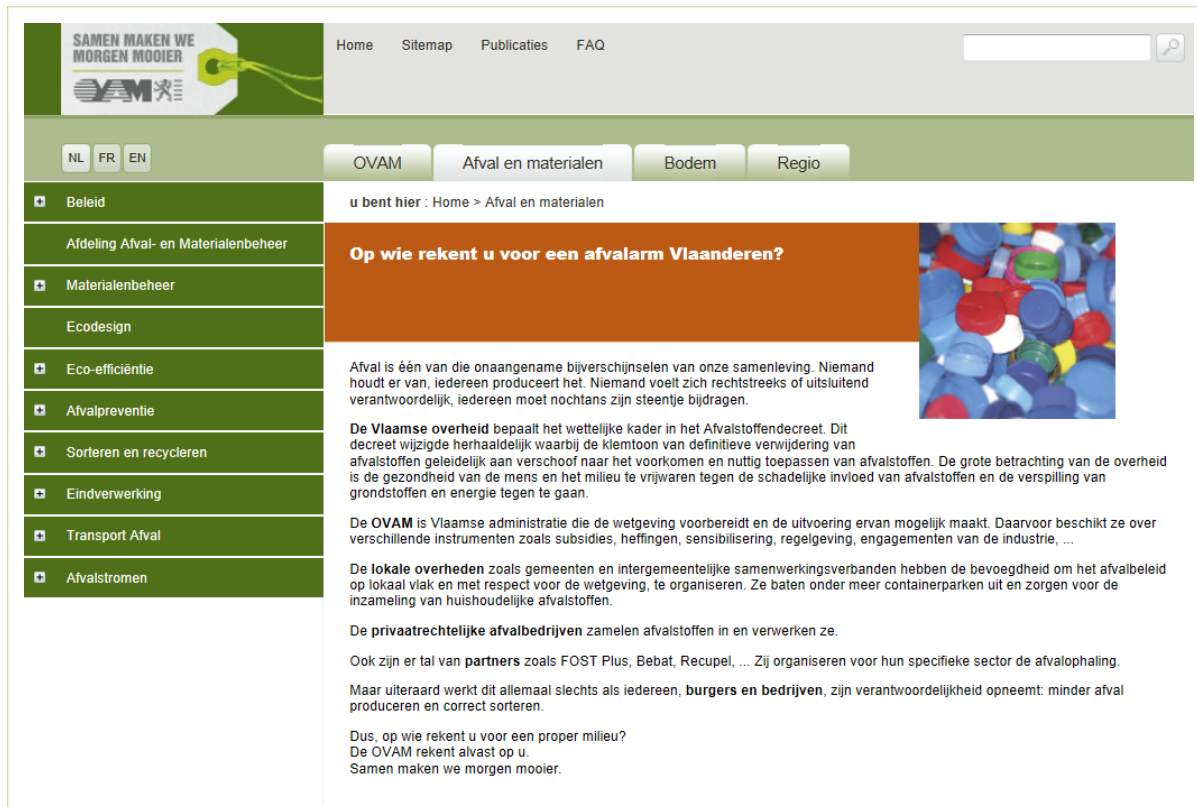 SAMEN MAKEN WE
MORGEN MOOIER
OVAM
Home Sitemap Publicaties FAQ
NL FR EN
OVAM Afval en materialen Bodem Regio
Beleid
Afdeling Afval- en Materialenbeheer
Materialenbeheer
Ecodesign
Eco-efficiëntie
Afvalpreventie
Sorteren en recycleren
Eindverwerking
Transport Afval
Afvalstromen
u bent hier : Home > Afval en materialen
Op wie rekent u voor een afvalarm Vlaanderen?
Afval is één van die onaangename bijverschijnselen van onze samenleving. Niemand
houdt er van, iedereen produceert het. Niemand voelt zich rechtstreeks of uitsluitend
verantwoordelijk, iedereen moet nochtans zijn steentje bijdragen.
De Vlaamse overheid bepaalt het wettelijke kader in het Afvalstoffendecreet. Dit
decreet wijzigde herhaaldelijk waarbij de klemtoon van definitieve verwijdering van
afvalstoffen geleidelijk aan verschoof naar het voorkomen en nuttig toepassen van afvalstoffen. De grote betrachting van de overheid
is de gezondheid van de mens en het milieu te vrijwaren tegen de schadelijke invloed van afvalstoffen en de verspilling van
grondstoffen en energie tegen te gaan.
De OVAM is Vlaamse administratie die de wetgeving voorbereidt en de uitvoering ervan mogelijk maakt. Daarvoor beschikt ze over
verschillende instrumenten zoals subsidies, heffingen, sensibilisering, regelgeving, engagementen van de industrie, ...
De lokale overheden zoals gemeenten en intergemeentelijke samenwerkingsverbanden hebben de bevoegdheid om het afvalbeleid
op lokaal vlak en met respect voor de wetgeving, te organiseren. Ze baten onder meer containerparken uit en zorgen voor de
inzameling van huishoudelijke afvalstoffen.
De privaatrechtelijke afvalbedrijven zamelen afvalstoffen in en verwerken ze.
Ook zijn er tal van partners zoals FOST Plus, Bebat, Recupel, ... Zij organiseren voor hun specifieke sector de afvalophaling.
Maar uiteraard werkt dit allemaal slechts als iedereen, burgers en bedrijven, zijn verantwoordelijkheid opneemt: minder afval
produceren en correct sorteren.
Dus, op wie rekent u voor een proper milieu?
De OVAM rekent alvast op u.
Samen maken we morgen mooier.